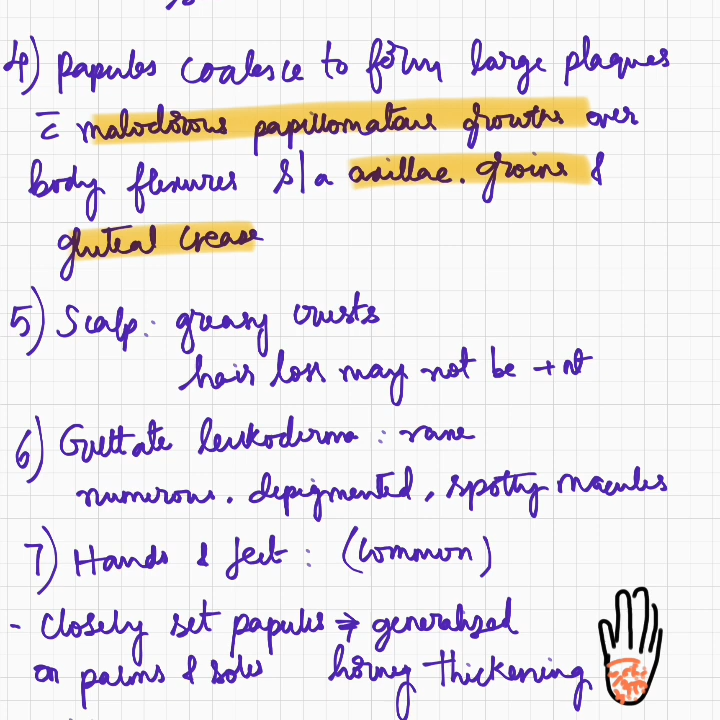 4) Papules coalesce to form large plaques
c̄ malodorous papillomatous growths over
body flexures s/a axillae, groins &
gluteal crease
5) Scalp: greasy crusts
hair loss may not be +nt
6) Guttate leukoderma : rare
numerous, depigmented, spotty macules
7) Hands & feet : (Common)
- Closely set papules → generalized
on palms & soles horney thickening